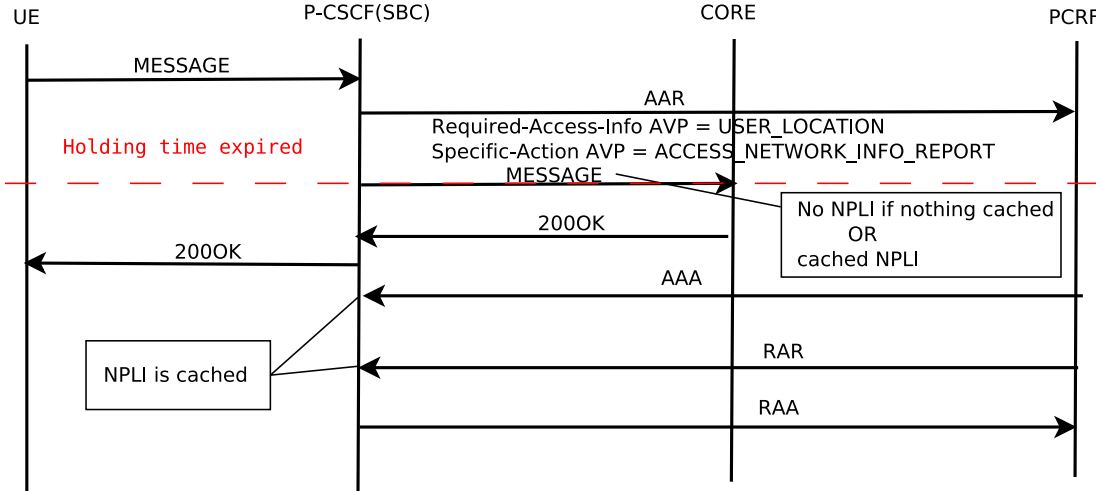 UE
P-CSCF(SBC)
CORE
PCRF
MESSAGE
AAR
Required-Access-Info AVP = USER_LOCATION
Specific-Action AVP = ACCESS_NETWORK_INFO_REPORT
Holding time expired
MESSAGE
No NPLI if nothing cached
OR
cached NPLI
200OK
200OK
AAA
NPLI is cached
RAR
RAA